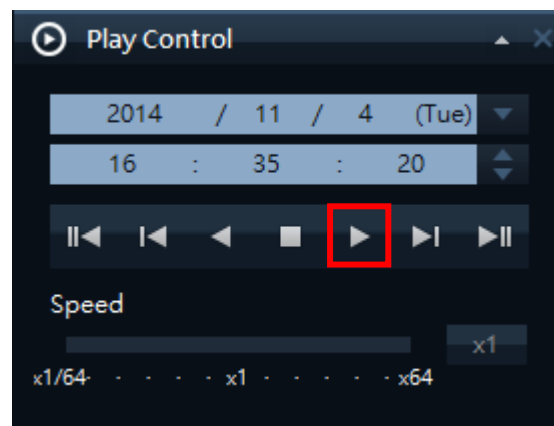 Play Control
2014 / 11 / 4 (Tue)
16 : 35 : 20
Speed
x1
x1/64 x1 x64